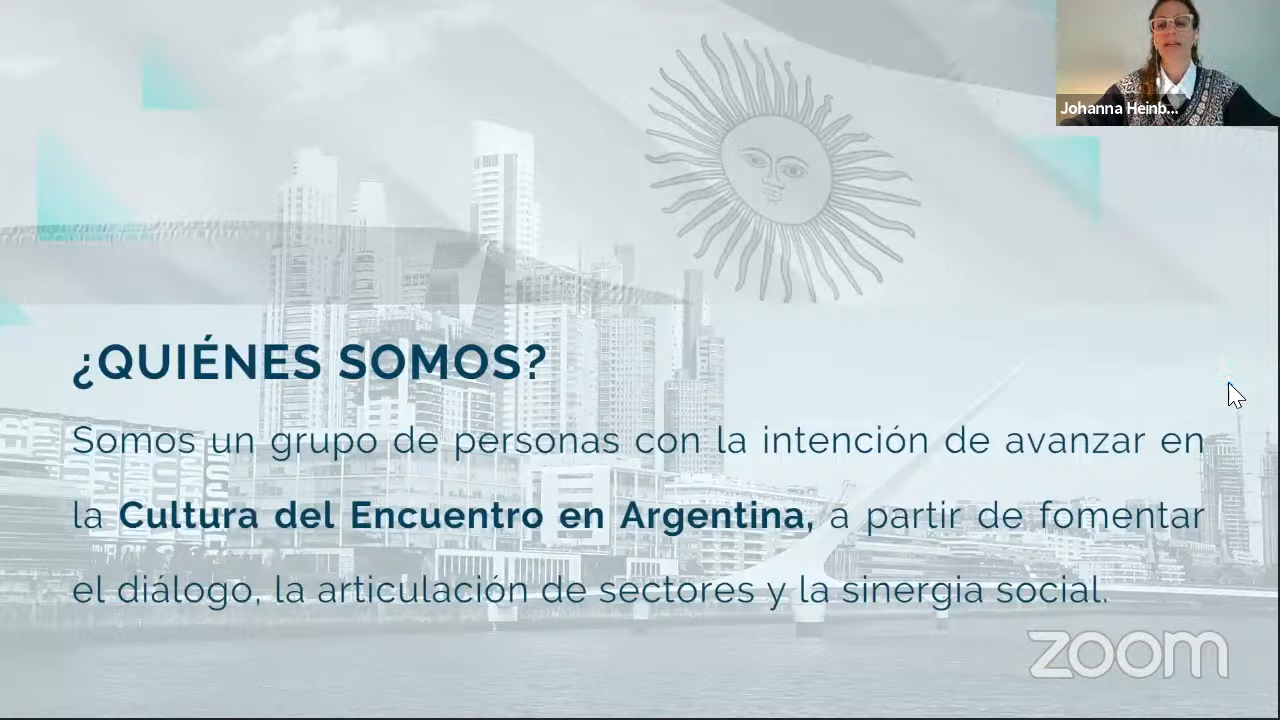 Johanna Heinb...
¿QUIÉNES SOMOS?
Somos un grupo de personas con la intención de avanzar en
la Cultura del Encuentro en Argentina, a partir de fomentar
el diálogo, la articulación de sectores y la sinergia social.
zoom